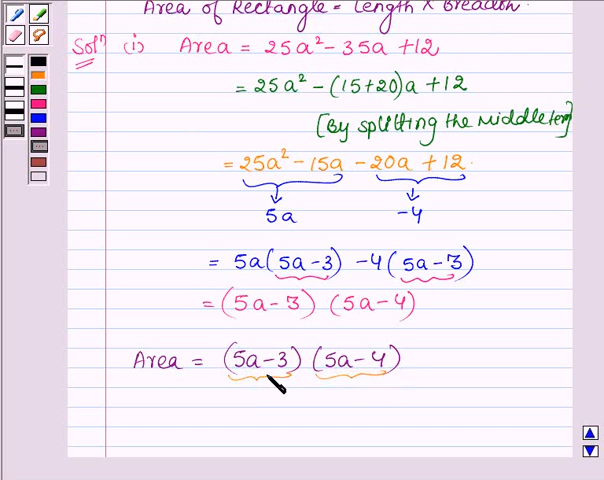 Area of Rectangle = Length × Breadth.
Solⁿ (i) Area = 25a² - 35a + 12
= 25a² - (15+20)a + 12
[By splitting the middle term]
= 25a² - 15a - 20a + 12.
5a -4
= 5a(5a-3) -4(5a-3)
= (5a-3) (5a-4)
Area = (5a-3) (5a-4)